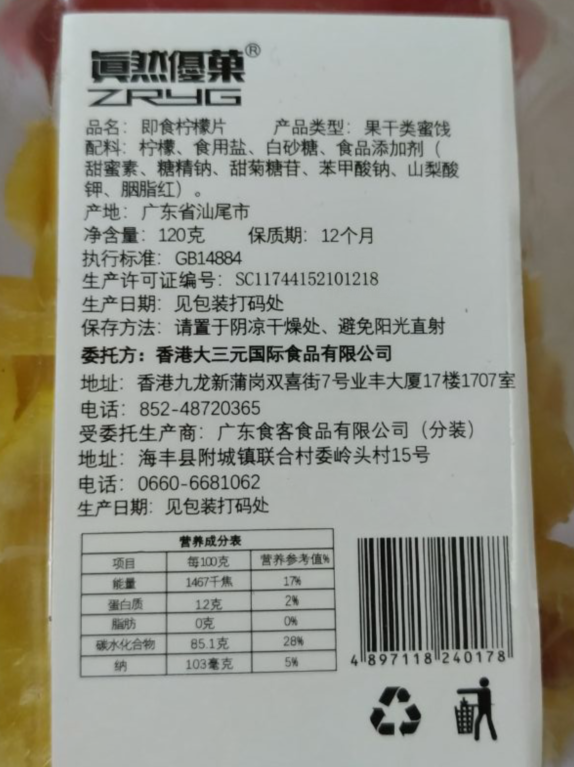 真然優菓®
ZRYG
品名：即食柠檬片 产品类型：果干类蜜饯
配料：柠檬、食用盐、白砂糖、食品添加剂（
甜蜜素、糖精钠、甜菊糖苷、苯甲酸钠、山梨酸
钾、胭脂红）。
产地：广东省汕尾市
净含量：120克 保质期：12个月
执行标准：GB14884
生产许可证编号：SC11744152101218
生产日期：见包装打码处
保存方法：请置于阴凉干燥处、避免阳光直射
委托方：香港大三元国际食品有限公司
地址：香港九龙新蒲岗双喜街7号业丰大厦17楼1707室
电话：852-48720365
受委托生产商：广东食客食品有限公司（分装）
地址：海丰县附城镇联合村委岭头村15号
电话：0660-6681062
生产日期：见包装打码处
营养成分表
项目 每100克 营养参考值%
能量 1467千焦 17%
蛋白质 1.2克 2%
脂肪 0克 0%
碳水化合物 85.1克 28%
纳 103毫克 5%
4 897118 240178